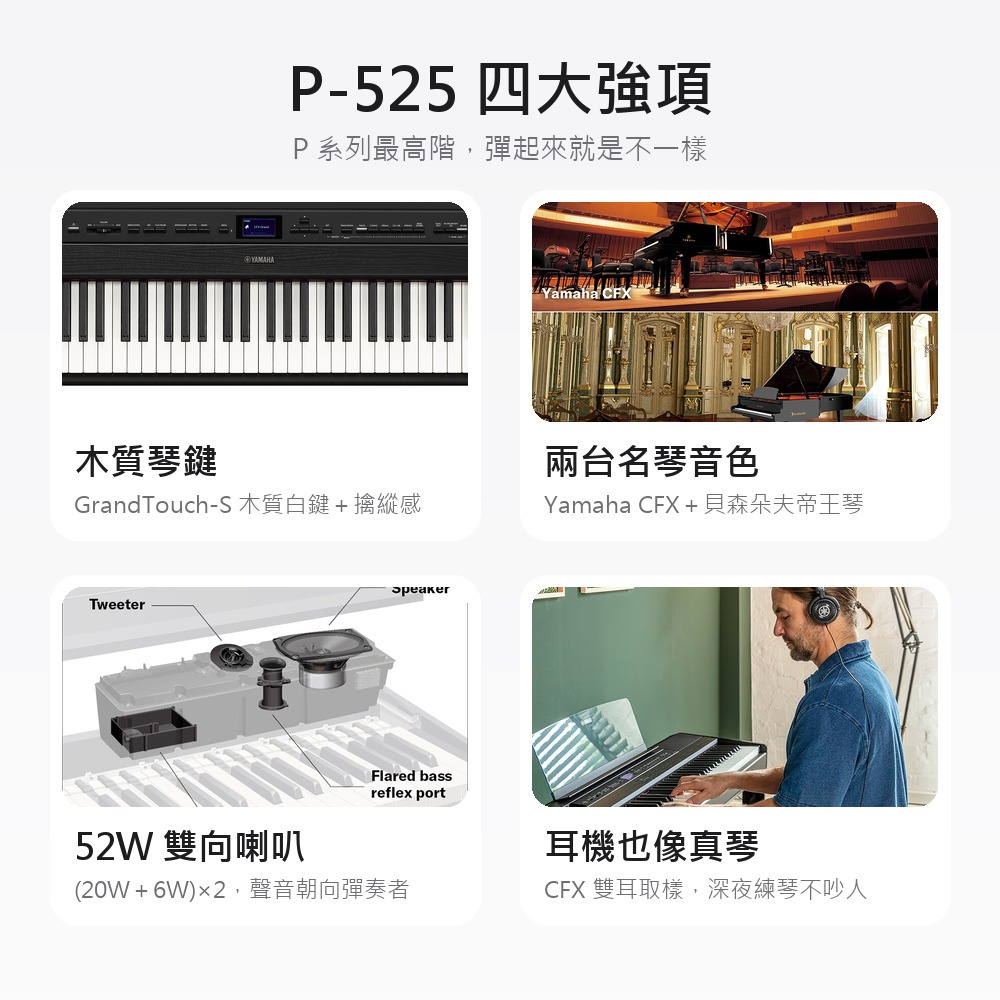 P-525 四大強項
P 系列最高階，彈起來就是不一樣
YAMAHA
木質琴鍵
GrandTouch-S 木質白鍵 + 擒縱感
Yamaha CFX
兩台名琴音色
Yamaha CFX + 貝森朵夫帝王琴
Tweeter
Speaker
Flared bass
reflex port
52W 雙向喇叭
(20W + 6W)×2，聲音朝向彈奏者
耳機也像真琴
CFX 雙耳取樣，深夜練琴不吵人